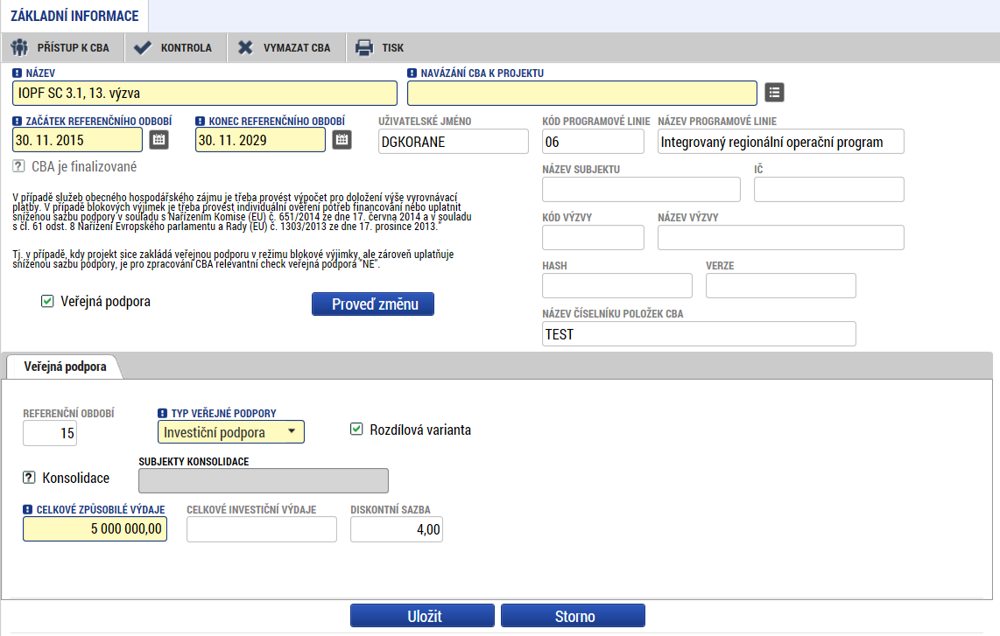 ZÁKLADNÍ INFORMACE
PŘÍSTUP K CBA KONTROLA VYMAZAT CBA TISK
NÁZEV NAVÁZÁNÍ CBA K PROJEKTU
IOPF SC 3.1, 13. výzva
ZAČÁTEK REFERENČNÍHO ODBOBÍ KONEC REFERENČNÍHO OBDOBÍ UŽIVATELSKÉ JMÉNO KÓD PROGRAMOVÉ LINIE NÁZEV PROGRAMOVÉ LINIE
30. 11. 2015 30. 11. 2029 DGKORANE 06 Integrovaný regionální operační program
CBA je finalizované
NÁZEV SUBJEKTU IČ
V případě služeb obecného hospodářského zájmu je třeba provést výpočet pro doložení výše vyrovnávací
platby. V případě blokových výjimek je třeba provést individuální ověření potřeb financování nebo uplatnit
sníženou sazbu podpory v souladu s Nařízením Komise (EU) č. 651/2014 ze dne 17. června 2014 a v souladu
s čl. 61 odst. 8 Nařízení Evropského parlamentu a Rady (EU) č. 1303/2013 ze dne 17. prosince 2013."
KÓD VÝZVY NÁZEV VÝZVY
Tj. v případě, kdy projekt sice zakládá veřejnou podporu v režimu blokové výjimky, ale zároveň uplatňuje
sníženou sazbu podpory, je pro zpracování CBA relevantní check veřejná podpora "NE".
HASH VERZE
Veřejná podpora Proveď změnu
NÁZEV ČÍSELNÍKU POLOŽEK CBA
TEST
Veřejná podpora
REFERENČNÍ OBDOBÍ TYP VEŘEJNÉ PODPORY
15 Investiční podpora Rozdílová varianta
SUBJEKTY KONSOLIDACE
Konsolidace
CELKOVÉ ZPŮSOBILÉ VÝDAJE CELKOVÉ INVESTIČNÍ VÝDAJE DISKONTNÍ SAZBA
5 000 000,00 4,00
Uložit Storno